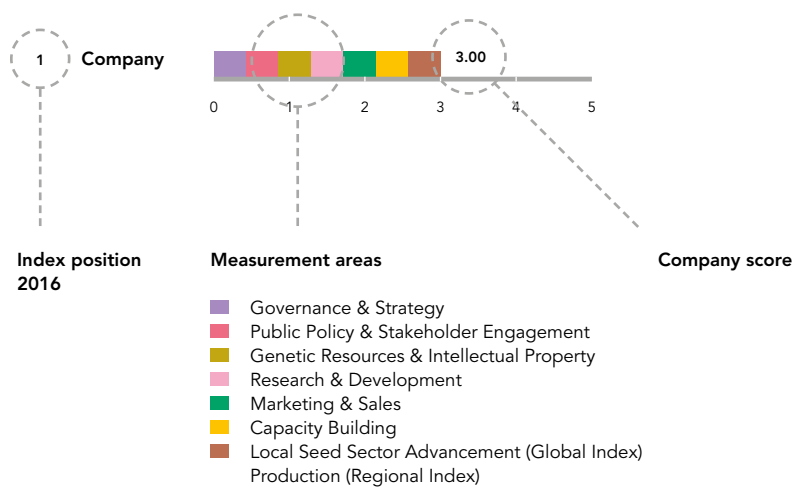 1 Company 3.00
0 1 2 3 4 5
Index position
2016
Measurement areas
Company score
Governance & Strategy
Public Policy & Stakeholder Engagement
Genetic Resources & Intellectual Property
Research & Development
Marketing & Sales
Capacity Building
Local Seed Sector Advancement (Global Index)
Production (Regional Index)